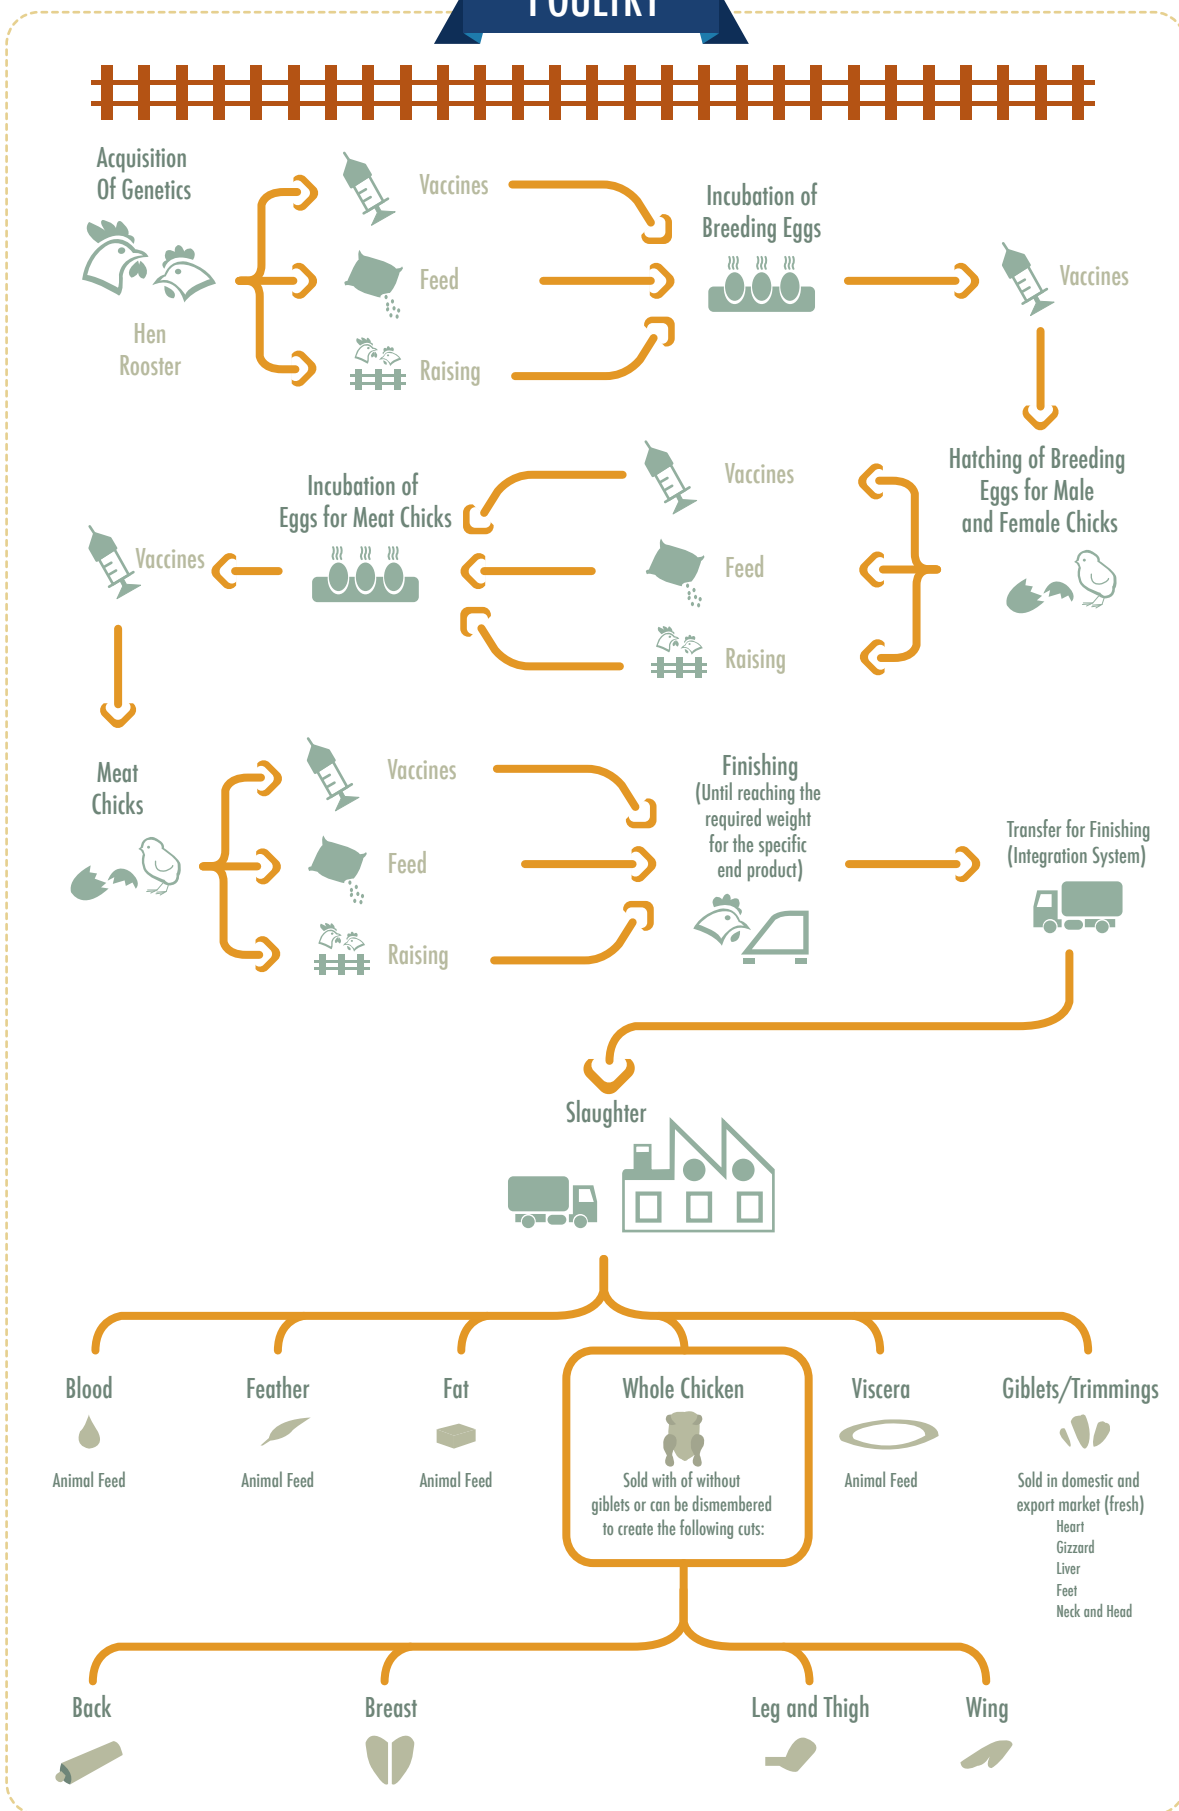 POULTRY
Acquisition
Of Genetics
Hen
Rooster
Vaccines
Feed
Raising
Incubation of
Breeding Eggs
Vaccines
Hatching of Breeding
Eggs for Male
and Female Chicks
Vaccines
Feed
Raising
Incubation of
Eggs for Meat Chicks
Vaccines
Meat
Chicks
Vaccines
Feed
Raising
Finishing
(Until reaching the
required weight
for the specific
end product)
Transfer for Finishing
(Integration System)
Slaughter
Blood
Animal Feed
Feather
Animal Feed
Fat
Animal Feed
Whole Chicken
Sold with of without
giblets or can be dismembered
to create the following cuts:
Viscera
Animal Feed
Giblets/Trimmings
Sold in domestic and
export market (fresh)
Heart
Gizzard
Liver
Feet
Neck and Head
Back
Breast
Leg and Thigh
Wing